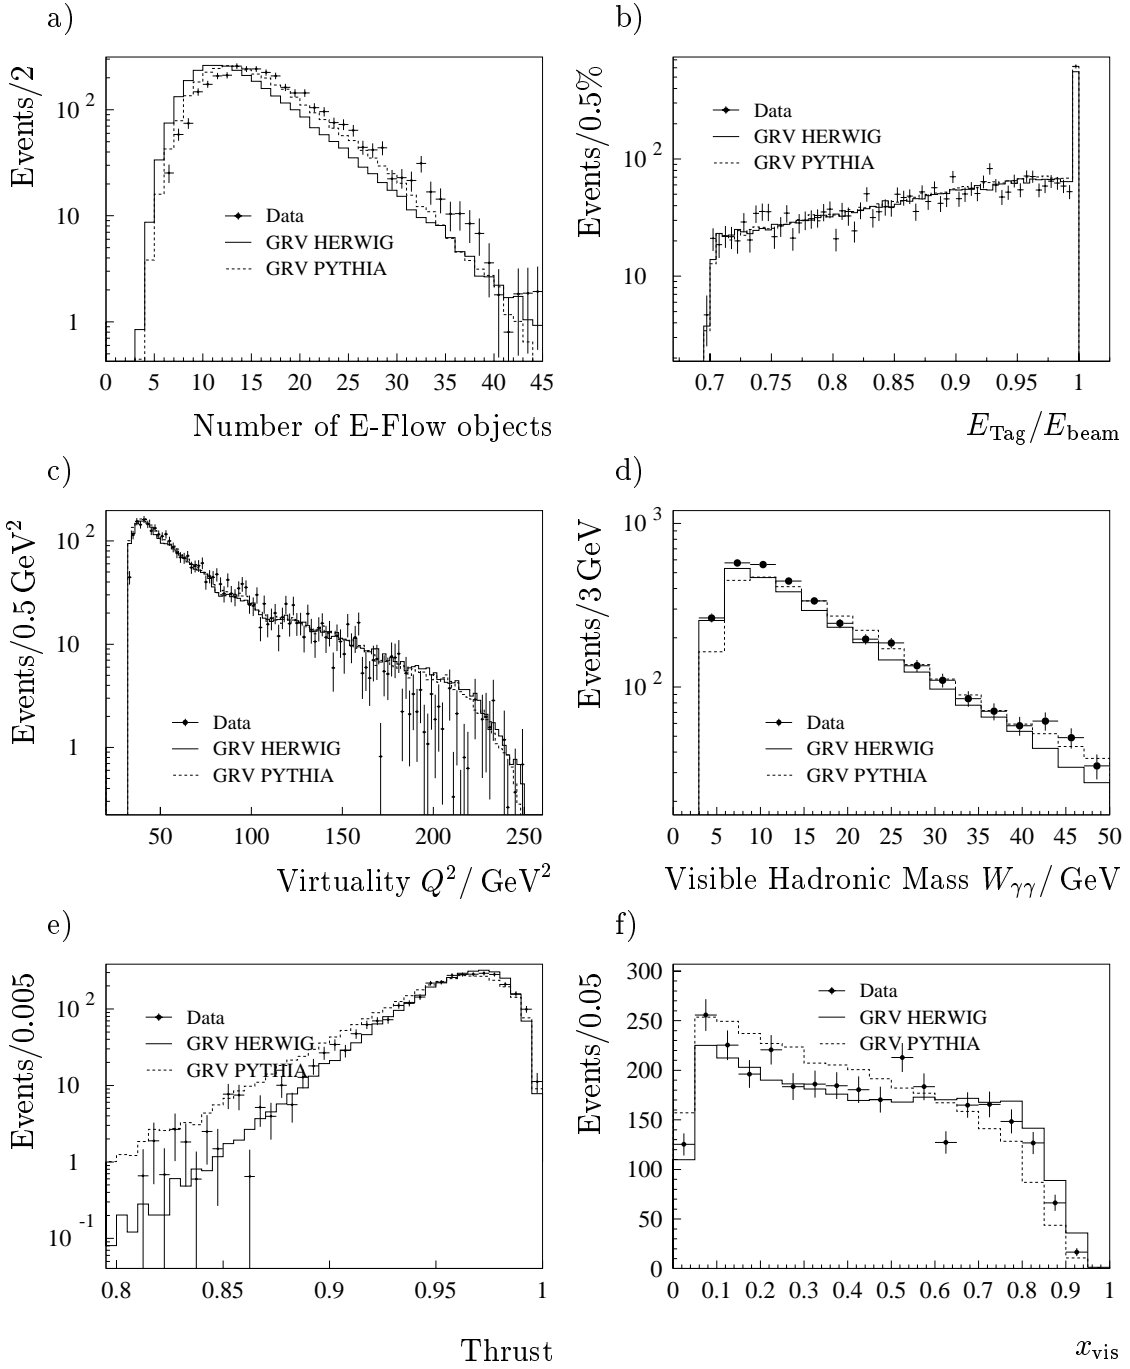 a)
Events/2
10 2
10
1
Data
GRV HERWIG
GRV PYTHIA
0 5 10 15 20 25 30 35 40 45
Number of E-Flow objects
b)
Events/0.5%
10 2
10
Data
GRV HERWIG
GRV PYTHIA
0.7 0.75 0.8 0.85 0.9 0.95 1
E_Tag/E_beam
c)
Events/0.5 GeV²
10 2
10
1
Data
GRV HERWIG
GRV PYTHIA
50 100 150 200 250
Virtuality Q²/ GeV²
d)
Events/3 GeV
10 3
10 2
Data
GRV HERWIG
GRV PYTHIA
0 5 10 15 20 25 30 35 40 45 50
Visible Hadronic Mass W_γγ/ GeV
e)
Events/0.005
10 2
10
1
10 -1
Data
GRV HERWIG
GRV PYTHIA
0.8 0.85 0.9 0.95 1
Thrust
f)
Events/0.05
300
250
200
150
100
50
0
Data
GRV HERWIG
GRV PYTHIA
0 0.1 0.2 0.3 0.4 0.5 0.6 0.7 0.8 0.9 1
x_vis